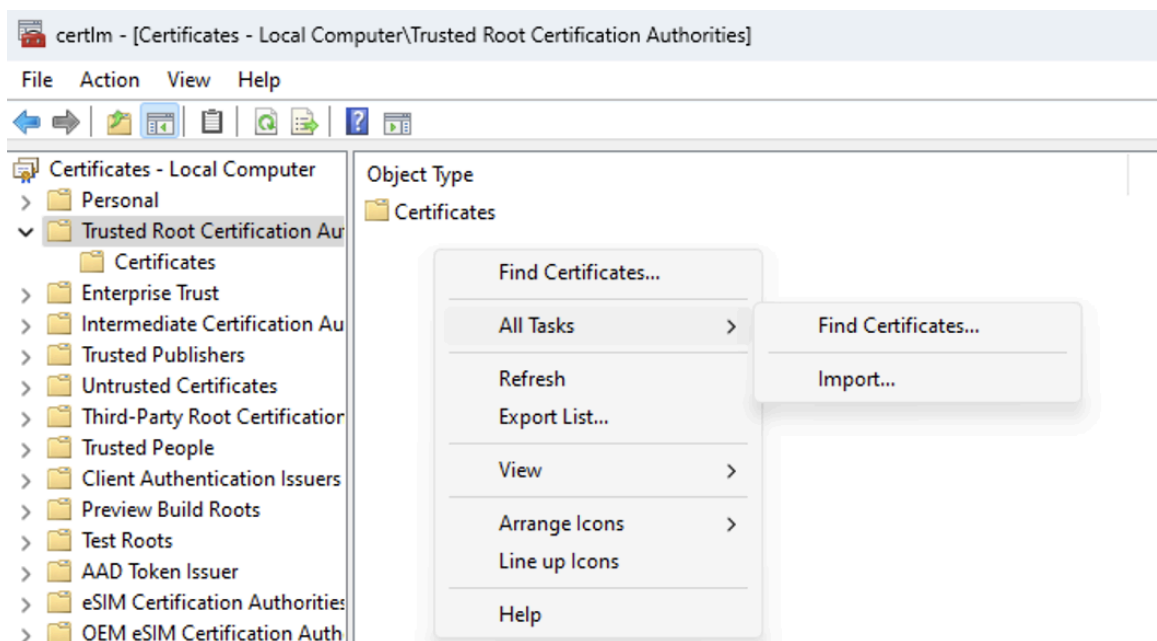 certlm - [Certificates - Local Computer\Trusted Root Certification Authorities]
File Action View Help
Certificates - Local Computer
Personal
Trusted Root Certification Au
Certificates
Enterprise Trust
Intermediate Certification Au
Trusted Publishers
Untrusted Certificates
Third-Party Root Certification
Trusted People
Client Authentication Issuers
Preview Build Roots
Test Roots
AAD Token Issuer
eSIM Certification Authorities
OEM eSIM Certification Auth
Object Type
Certificates
Find Certificates...
All Tasks
Refresh
Export List...
View
Arrange Icons
Line up Icons
Help
Find Certificates...
Import...